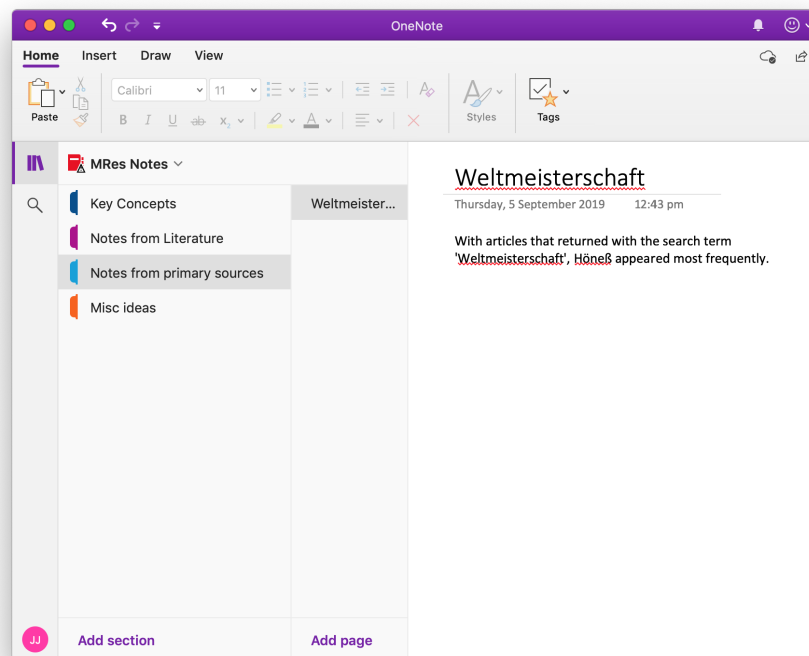 OneNote
Home Insert Draw View
Paste
Calibri 11
B I U ab x₂ A
Styles
Tags
MRes Notes
Key Concepts
Notes from Literature
Notes from primary sources
Misc ideas
Add section
Weltmeister...
Add page
Weltmeisterschaft
Thursday, 5 September 2019 12:43 pm
With articles that returned with the search term
'Weltmeisterschaft', Höneß appeared most frequently.
JJ